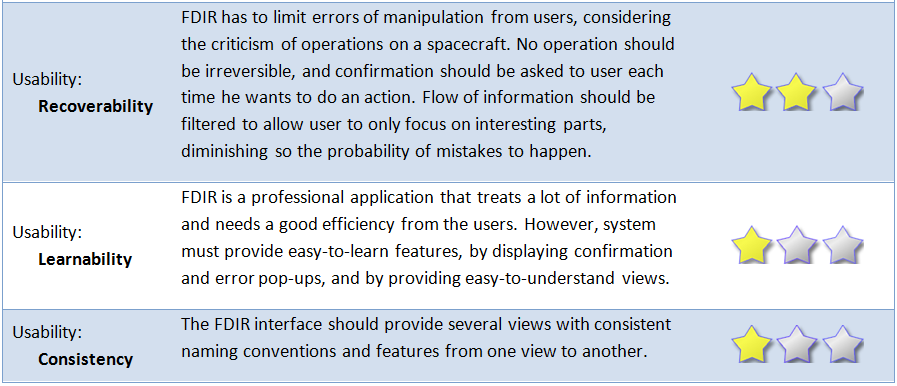 FDIR has to limit errors of manipulation from users, considering
the criticism of operations on a spacecraft. No operation should
be irreversible, and confirmation should be asked to user each
Usability:
time he wants to do an action. Flow of information should be
Recoverability
filtered to allow user to only focus on interesting parts,
diminishing so the probability of mistakes to happen.
FDIR is a professional application that treats a lot of information
Usability:
and needs a good efficiency from the users. However, system
Learnability
must provide easy-to-learn features, by displaying confirmation
and error pop-ups, and by providing easy-to-understand views.
Usability:
The FDIR interface should provide several views with consistent
Consistency
naming conventions and features from one view to another.